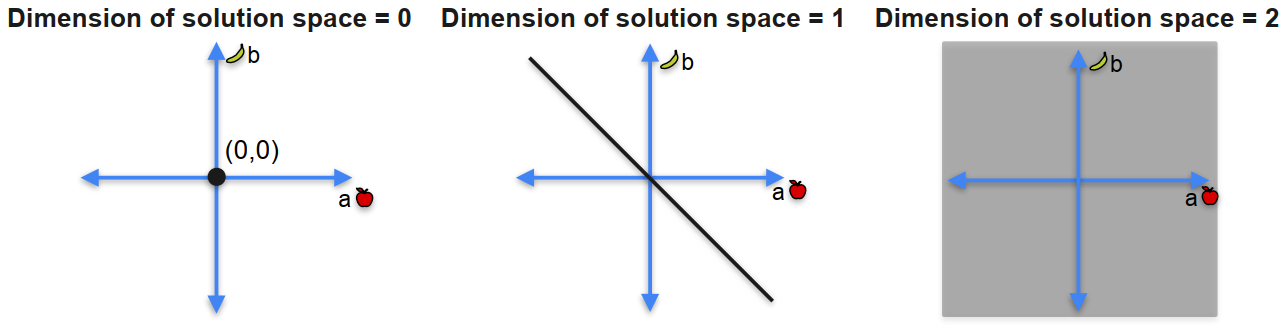 Dimension of solution space = 0
Dimension of solution space = 1
Dimension of solution space = 2
b
(0,0)
a
b
a
b
a